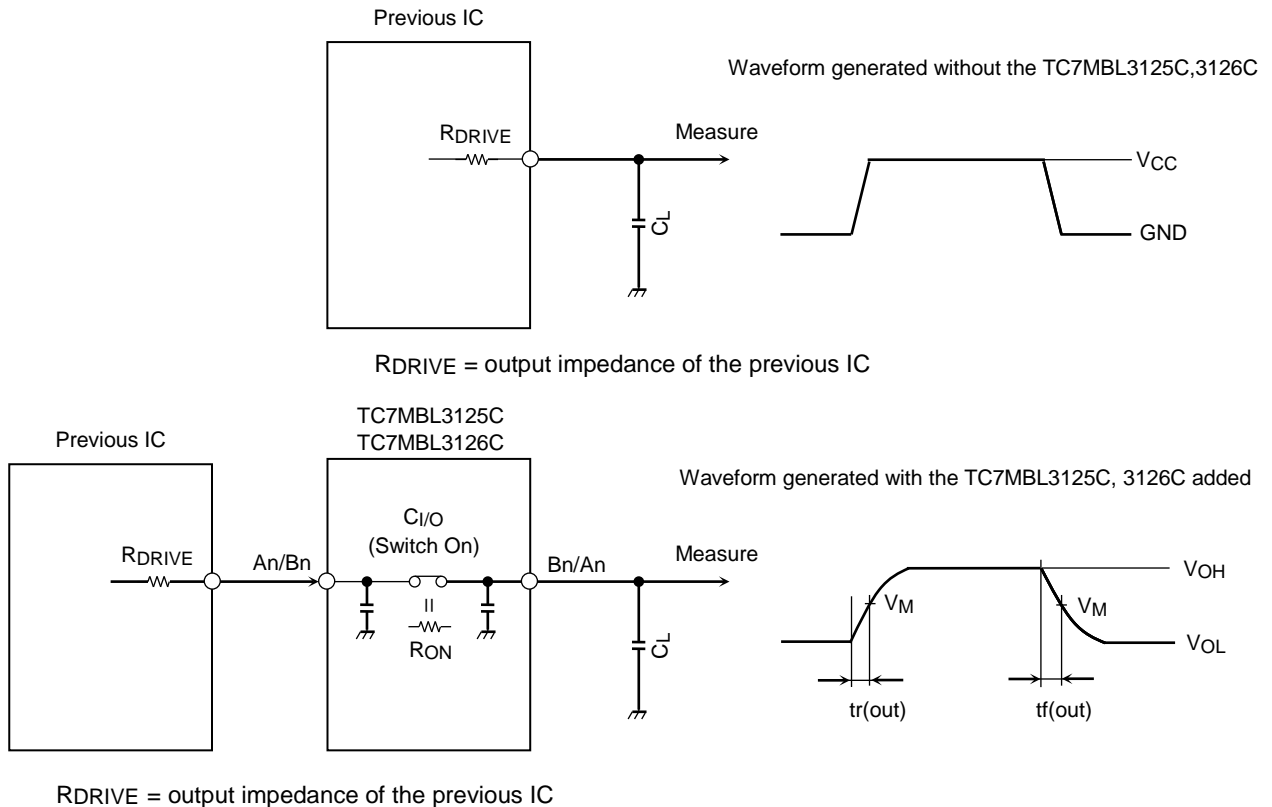 Previous IC
Waveform generated without the TC7MBL3125C,3126C
RDRIVE
Measure
VCC
CL
GND
RDRIVE = output impedance of the previous IC
TC7MBL3125C
TC7MBL3126C
Previous IC
Waveform generated with the TC7MBL3125C, 3126C added
CI/O
(Switch On)
RDRIVE
An/Bn
Bn/An
Measure
VOH
VM
VM
RON
CL
VOL
tr(out)
tf(out)
RDRIVE = output impedance of the previous IC